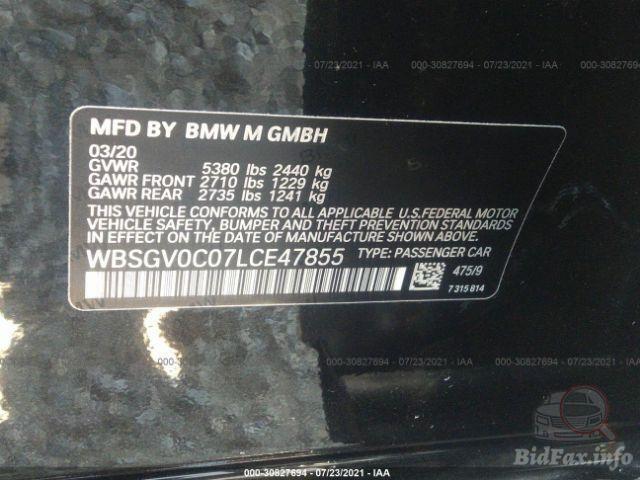 000-30827694 - 07/23/2021 - IAA
000-30827694 - 07/23/2021 - IAA
MFD BY BMW M GMBH
03/20
GVWR 5380 lbs 2440 kg
GAWR FRONT 2710 lbs 1229 kg
GAWR REAR 2735 lbs 1241 kg
THIS VEHICLE CONFORMS TO ALL APPLICABLE U.S.FEDERAL MOTOR
VEHICLE SAFETY, BUMPER AND THEFT PREVENTION STANDARDS
IN EFFECT ON THE DATE OF MANUFACTURE SHOWN ABOVE.
WBSGV0C07LCE47855 TYPE: PASSENGER CAR
475/9
7315814
000-30827694 - 07/23/2021 - IAA
000-30827694 - 07/23/2021 - IAA
000-30827694 - 07/23/2021 - IAA
BidFax.info